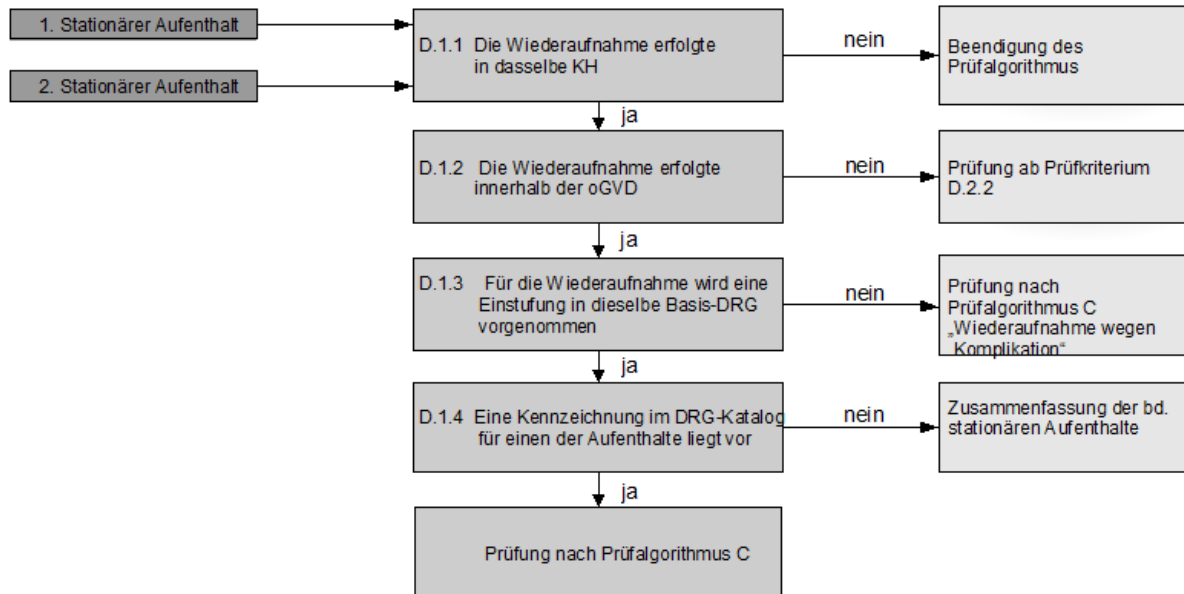 1. Stationärer Aufenthalt
2. Stationärer Aufenthalt
D.1.1 Die Wiederaufnahme erfolgte
in dasselbe KH
nein
Beendigung des
Prüfalgorithmus
ja
D.1.2 Die Wiederaufnahme erfolgte
innerhalb der oGVD
nein
Prüfung ab Prüfkriterium
D.2.2
ja
D.1.3 Für die Wiederaufnahme wird eine
Einstufung in dieselbe Basis-DRG
vorgenommen
nein
Prüfung nach
Prüfalgorithmus C
„Wiederaufnahme wegen
Komplikation“
ja
D.1.4 Eine Kennzeichnung im DRG-Katalog
für einen der Aufenthalte liegt vor
nein
Zusammenfassung der bd.
stationären Aufenthalte
ja
Prüfung nach Prüfalgorithmus C